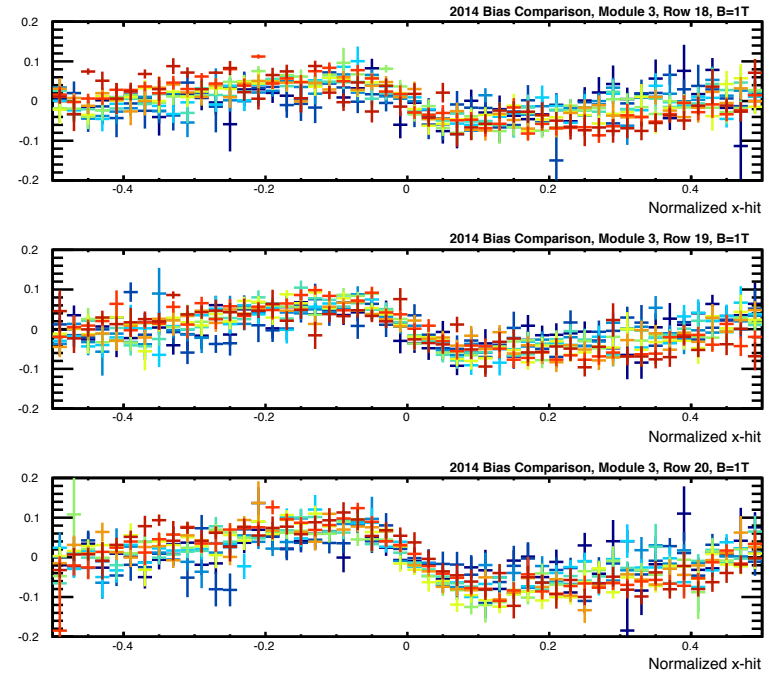 2014 Bias Comparison, Module 3, Row 18, B=1T
0.2
0.1
0
-0.1
-0.2
-0.4 -0.2 0 0.2 0.4
Normalized x-hit
2014 Bias Comparison, Module 3, Row 19, B=1T
0.2
0.1
0
-0.1
-0.2
-0.4 -0.2 0 0.2 0.4
Normalized x-hit
2014 Bias Comparison, Module 3, Row 20, B=1T
0.2
0.1
0
-0.1
-0.2
-0.4 -0.2 0 0.2 0.4
Normalized x-hit